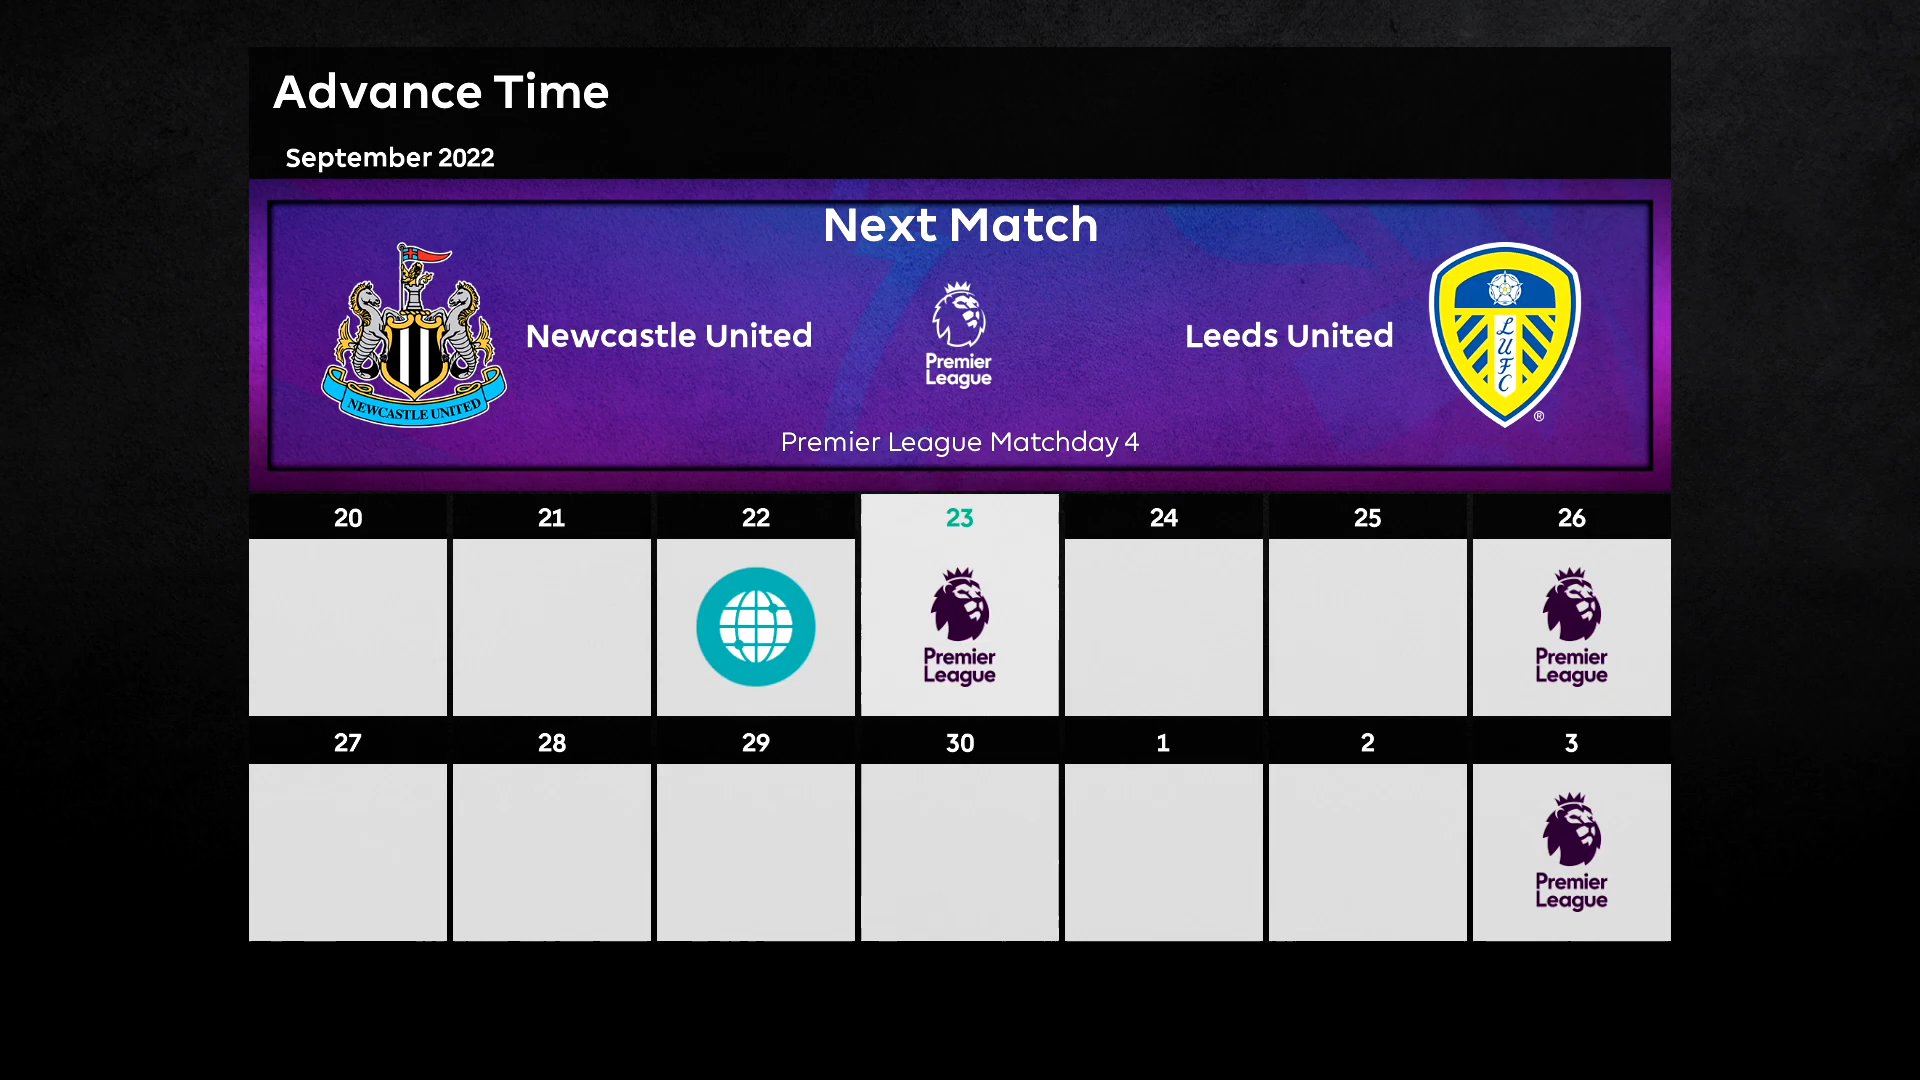 Advance Time
September 2022
Next Match
NEWCASTLE UNITED
Newcastle United
Premier
League
Leeds United
LUFC
®
Premier League Matchday 4
20 21 22 23 24 25 26
Premier
League
Premier
League
27 28 29 30 1 2 3
Premier
League